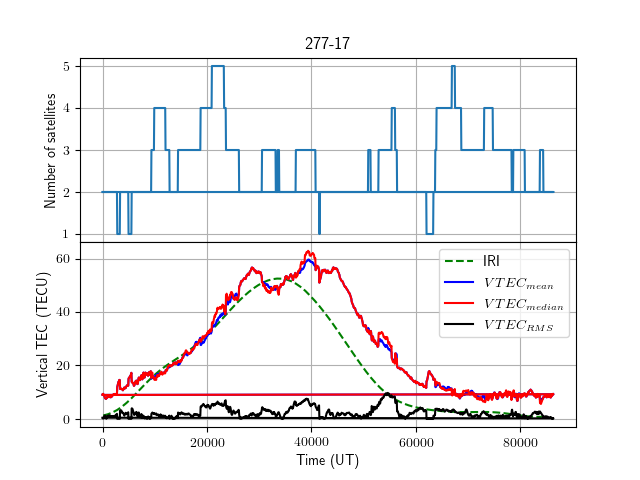 277-17
Number of satellites
5
4
3
2
1
Vertical TEC (TECU)
60
40
20
0
IRI
VTEC_mean
VTEC_median
VTEC_RMS
0 20000 40000 60000 80000
Time (UT)